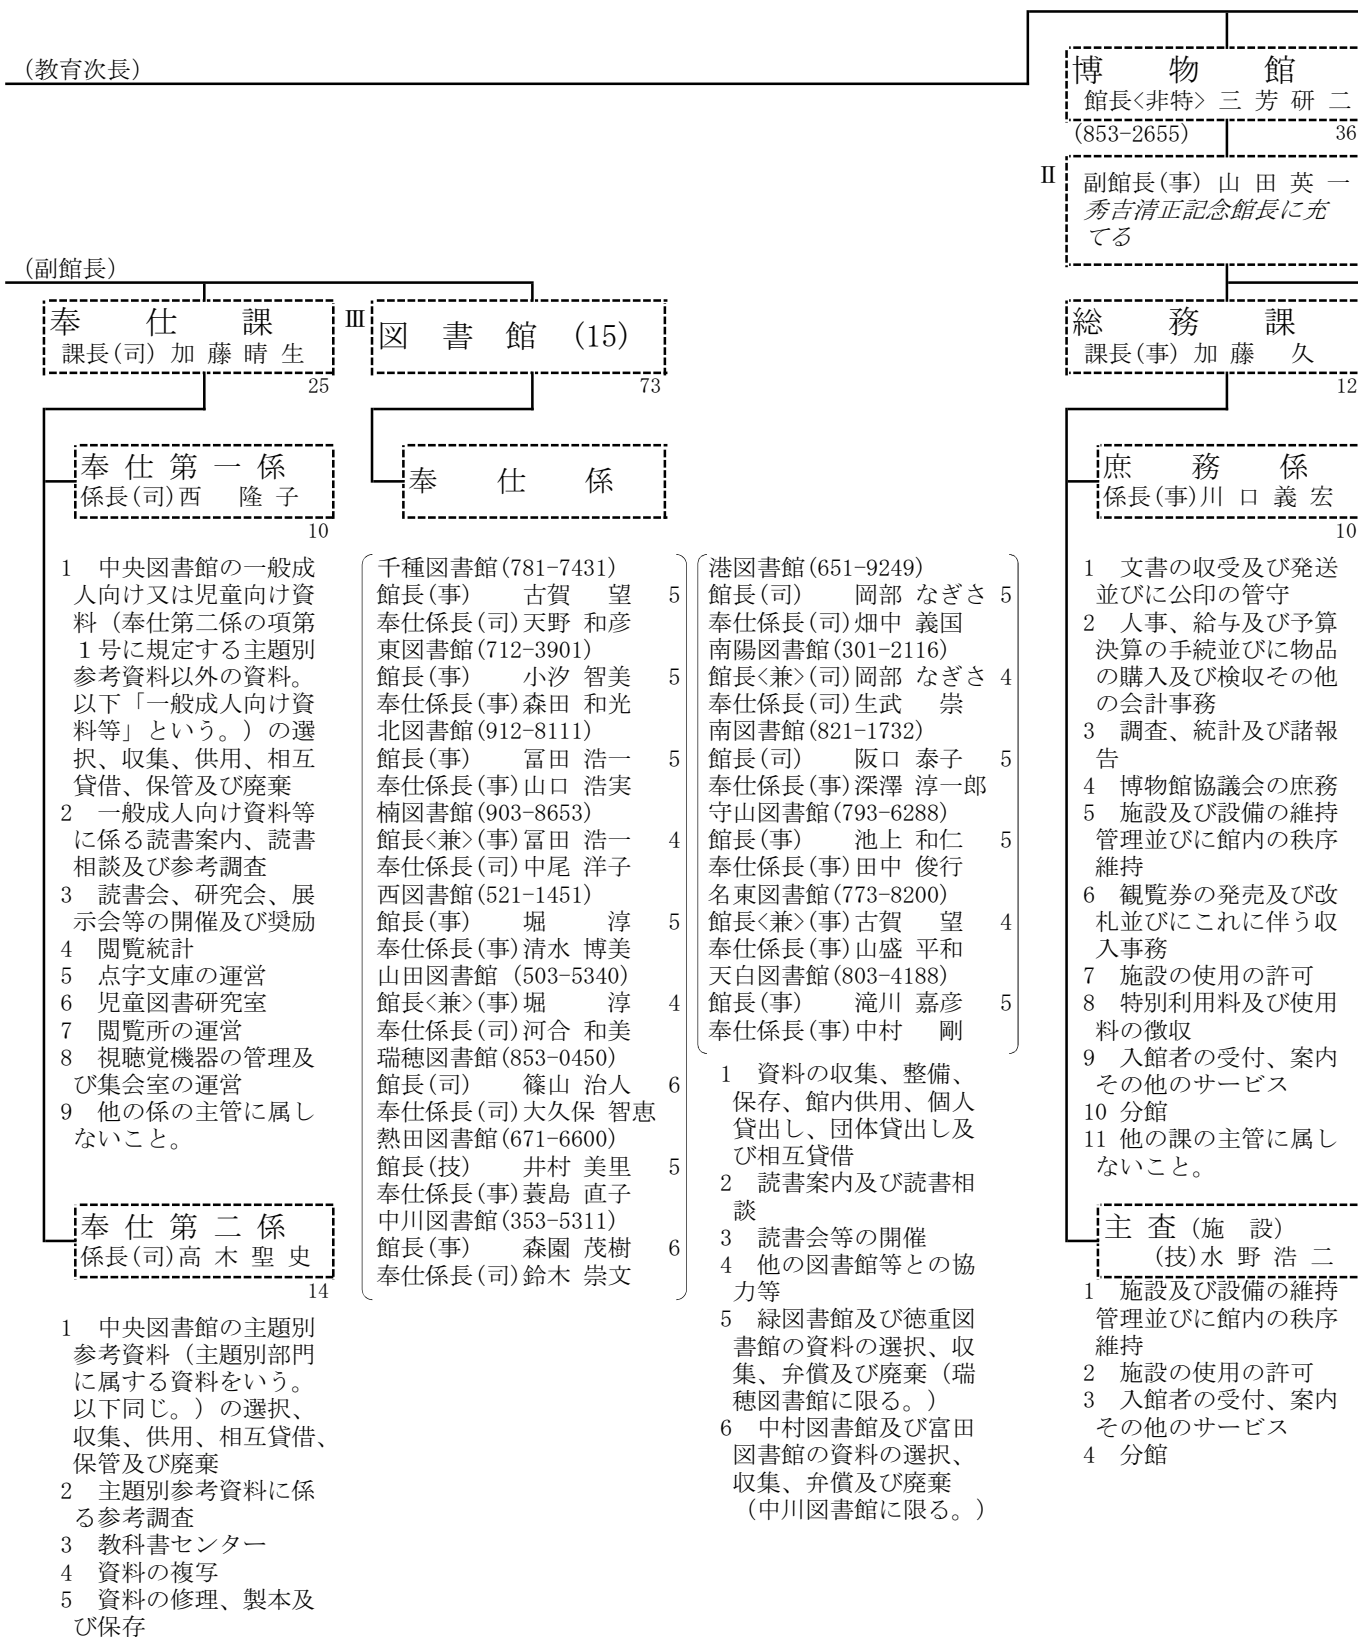 (教育次長)
博物館
館長<非特> 三 芳 研 二
(853-2655) 36
Ⅱ
副館長(事) 山 田 英 一
秀吉清正記念館長に充
てる
(副館長)
奉仕課
課長(司) 加 藤 晴 生
25
Ⅲ
図書館 (15)
73
総務課
課長(事) 加 藤 久
12
奉仕第一係
係長(司)西 隆 子
10
1 中央図書館の一般成
人向け又は児童向け資
料(奉仕第二係の項第
1号に規定する主題別
参考資料以外の資料。
以下「一般成人向け資
料等」という。)の選
択、収集、供用、相互
貸借、保管及び廃棄
2 一般成人向け資料等
に係る読書案内、読書
相談及び参考調査
3 読書会、研究会、展
示会等の開催及び奨励
4 閲覧統計
5 点字文庫の運営
6 児童図書研究室
7 閲覧所の運営
8 視聴覚機器の管理及
び集会室の運営
9 他の係の主管に属し
ないこと。
奉仕第二係
係長(司)高 木 聖 史
14
1 中央図書館の主題別
参考資料(主題別部門
に属する資料をいう。
以下同じ。)の選択、
収集、供用、相互貸借、
保管及び廃棄
2 主題別参考資料に係
る参考調査
3 教科書センター
4 資料の複写
5 資料の修理、製本及
び保存
奉仕係
千種図書館(781-7431)
館長(事) 古賀 望 5
奉仕係長(司)天野 和彦
東図書館(712-3901)
館長(事) 小汐 智美 5
奉仕係長(事)森田 和光
北図書館(912-8111)
館長(事) 冨田 浩一 5
奉仕係長(事)山口 浩実
楠図書館(903-8653)
館長<兼>(事)冨田 浩一 4
奉仕係長(司)中尾 洋子
西図書館(521-1451)
館長(事) 堀 淳 5
奉仕係長(事)清水 博美
山田図書館 (503-5340)
館長<兼>(事)堀 淳 4
奉仕係長(司)河合 和美
瑞穂図書館(853-0450)
館長(司) 篠山 治人 6
奉仕係長(司)大久保 智恵
熱田図書館(671-6600)
館長(技) 井村 美里 5
奉仕係長(事)蓑島 直子
中川図書館(353-5311)
館長(事) 森園 茂樹 6
奉仕係長(司)鈴木 崇文
港図書館(651-9249)
館長(司) 岡部 なぎさ 5
奉仕係長(司)畑中 義国
南陽図書館(301-2116)
館長<兼>(司)岡部 なぎさ 4
奉仕係長(司)生武 崇
南図書館(821-1732)
館長(司) 阪口 泰子 5
奉仕係長(事)深澤 淳一郎
守山図書館(793-6288)
館長(事) 池上 和仁 5
奉仕係長(事)田中 俊行
名東図書館(773-8200)
館長<兼>(事)古賀 望 4
奉仕係長(事)山盛 平和
天白図書館(803-4188)
館長(事) 滝川 嘉彦 5
奉仕係長(事)中村 剛
1 資料の収集、整備、
保存、館内供用、個人
貸出し、団体貸出し及
び相互貸借
2 読書案内及び読書相
談
3 読書会等の開催
4 他の図書館等との協
力等
5 緑図書館及び徳重図
書館の資料の選択、収
集、弁償及び廃棄(瑞
穂図書館に限る。)
6 中村図書館及び富田
図書館の資料の選択、
収集、弁償及び廃棄
(中川図書館に限る。)
庶務係
係長(事)川 口 義 宏
10
1 文書の収受及び発送
並びに公印の管守
2 人事、給与及び予算
決算の手続並びに物品
の購入及び検収その他
の会計事務
3 調査、統計及び諸報
告
4 博物館協議会の庶務
5 施設及び設備の維持
管理並びに館内の秩序
維持
6 観覧券の発売及び改
札並びにこれに伴う収
入事務
7 施設の使用の許可
8 特別利用料及び使用
料の徴収
9 入館者の受付、案内
その他のサービス
10 分館
11 他の課の主管に属し
ないこと。
主 査 (施 設)
(技)水 野 浩 二
1 施設及び設備の維持
管理並びに館内の秩序
維持
2 施設の使用の許可
3 入館者の受付、案内
その他のサービス
4 分館